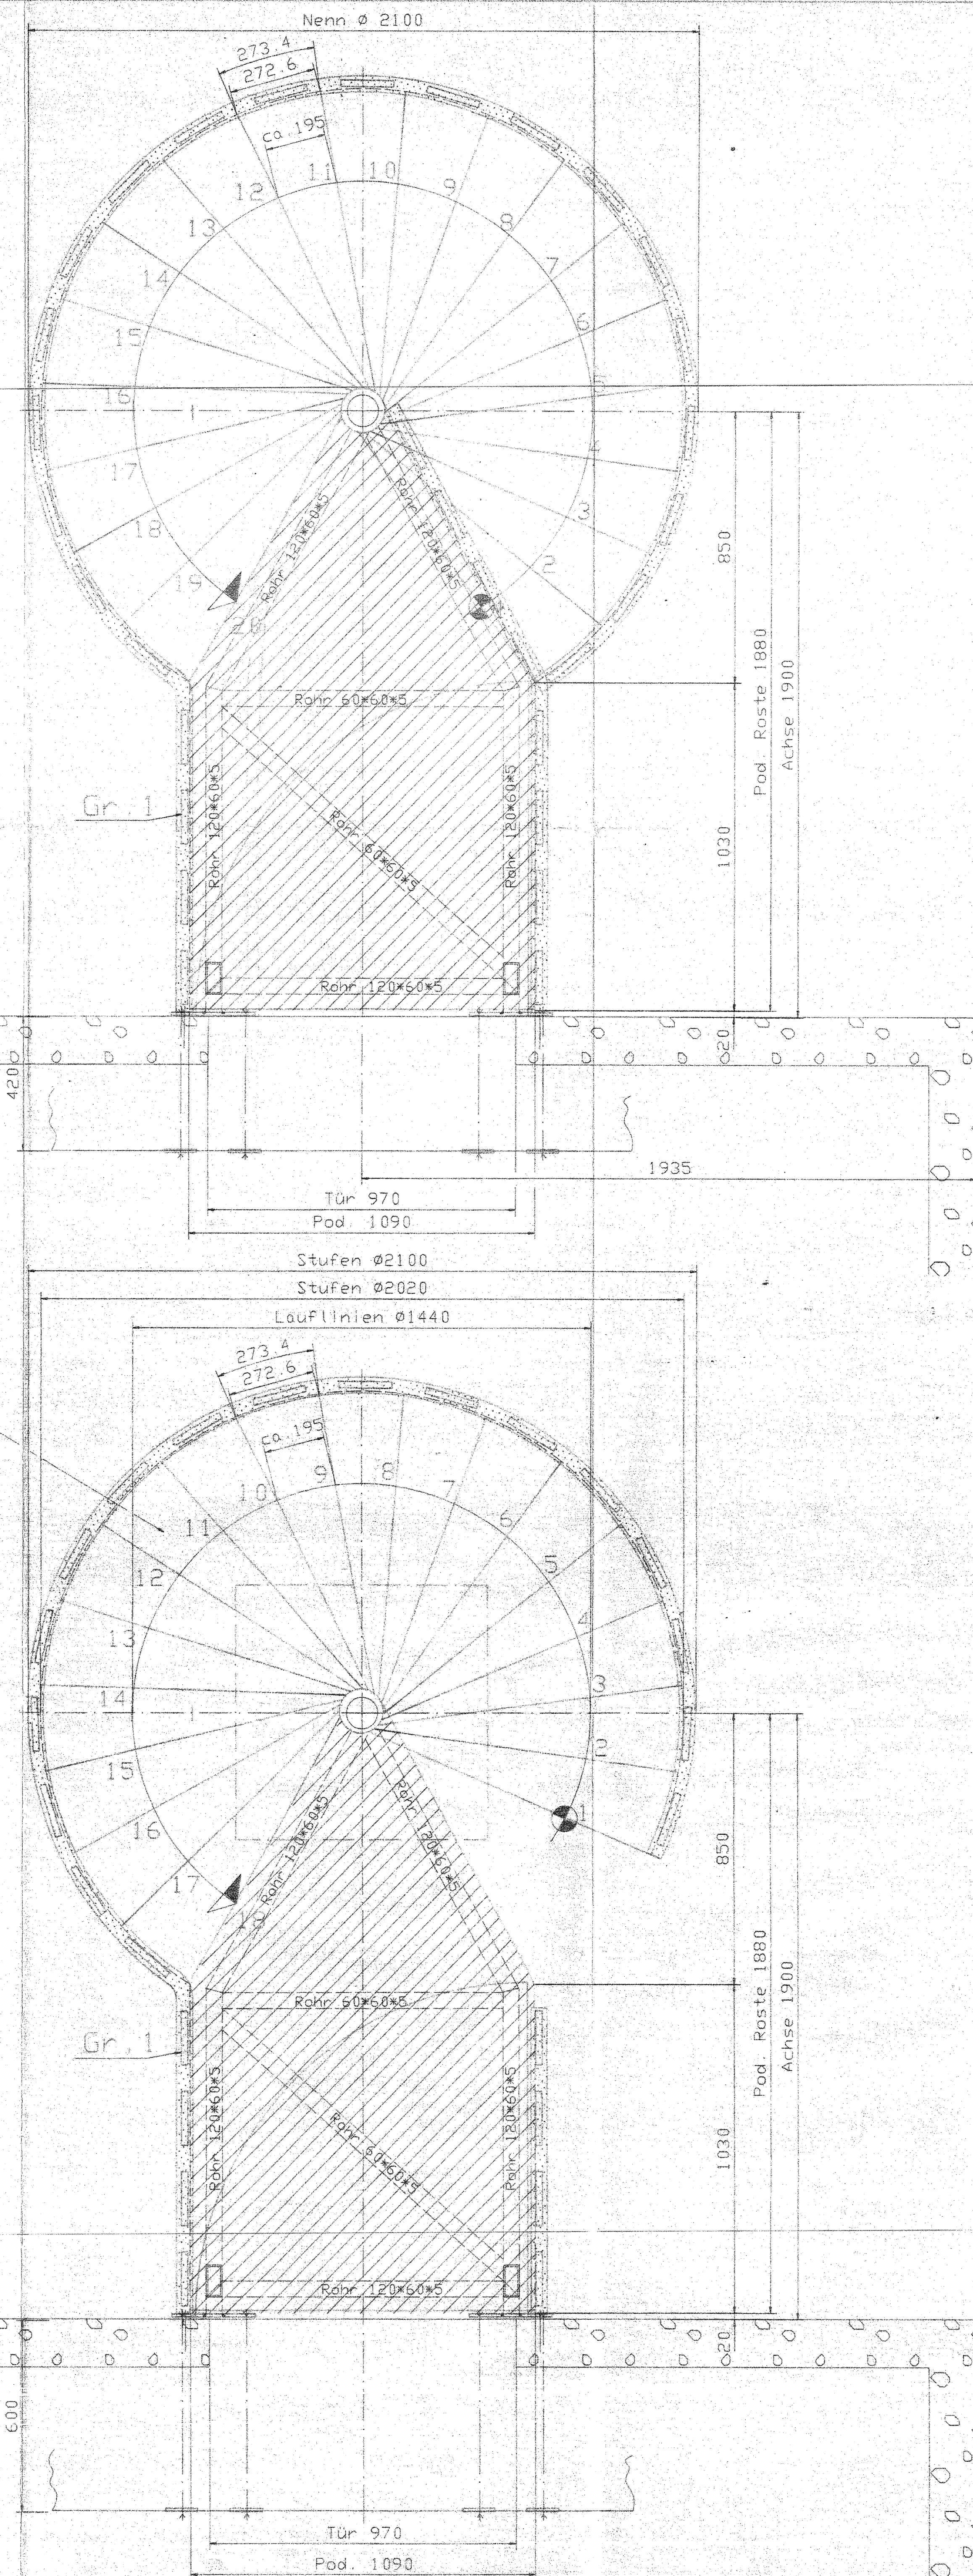 Nenn ⌀ 2100
273.4
272.6
ca.195
12
11
10
9
13
8
14
7
15
6
16
5
17
4
18
3
19
2
20
1
Rohr 120*60*5
Rohr 120*60*5
Rohr 60*60*5
Gr. 1
Rohr 120*60*5
Rohr 60*60*5
Rohr 120*60*5
Rohr 120*60*5
850
1030
20
Pod. Roste 1880
Achse 1900
420
1935
Tür 970
Pod. 1090
Stufen ⌀2100
Stufen ⌀2020
Lauflinien ⌀1440
273.4
272.6
ca.195
10
9
8
7
11
6
12
5
13
4
14
3
15
2
16
1
17
18
Rohr 120*60*5
Rohr 120*60*5
Rohr 60*60*5
Gr. 1
Rohr 120*60*5
Rohr 60*60*5
Rohr 120*60*5
Rohr 120*60*5
850
1030
20
Pod. Roste 1880
Achse 1900
600
Tür 970
Pod. 1090